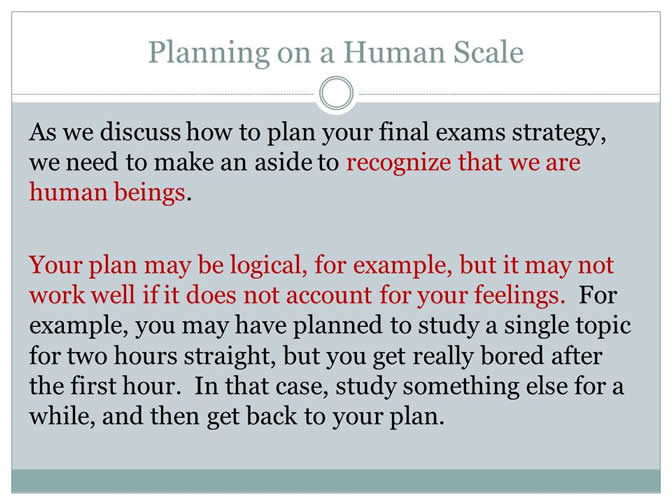 Planning on a Human Scale
As we discuss how to plan your final exams strategy,
we need to make an aside to recognize that we are
human beings.
Your plan may be logical, for example, but it may not
work well if it does not account for your feelings.  For
example, you may have planned to study a single topic
for two hours straight, but you get really bored after
the first hour.  In that case, study something else for a
while, and then get back to your plan.